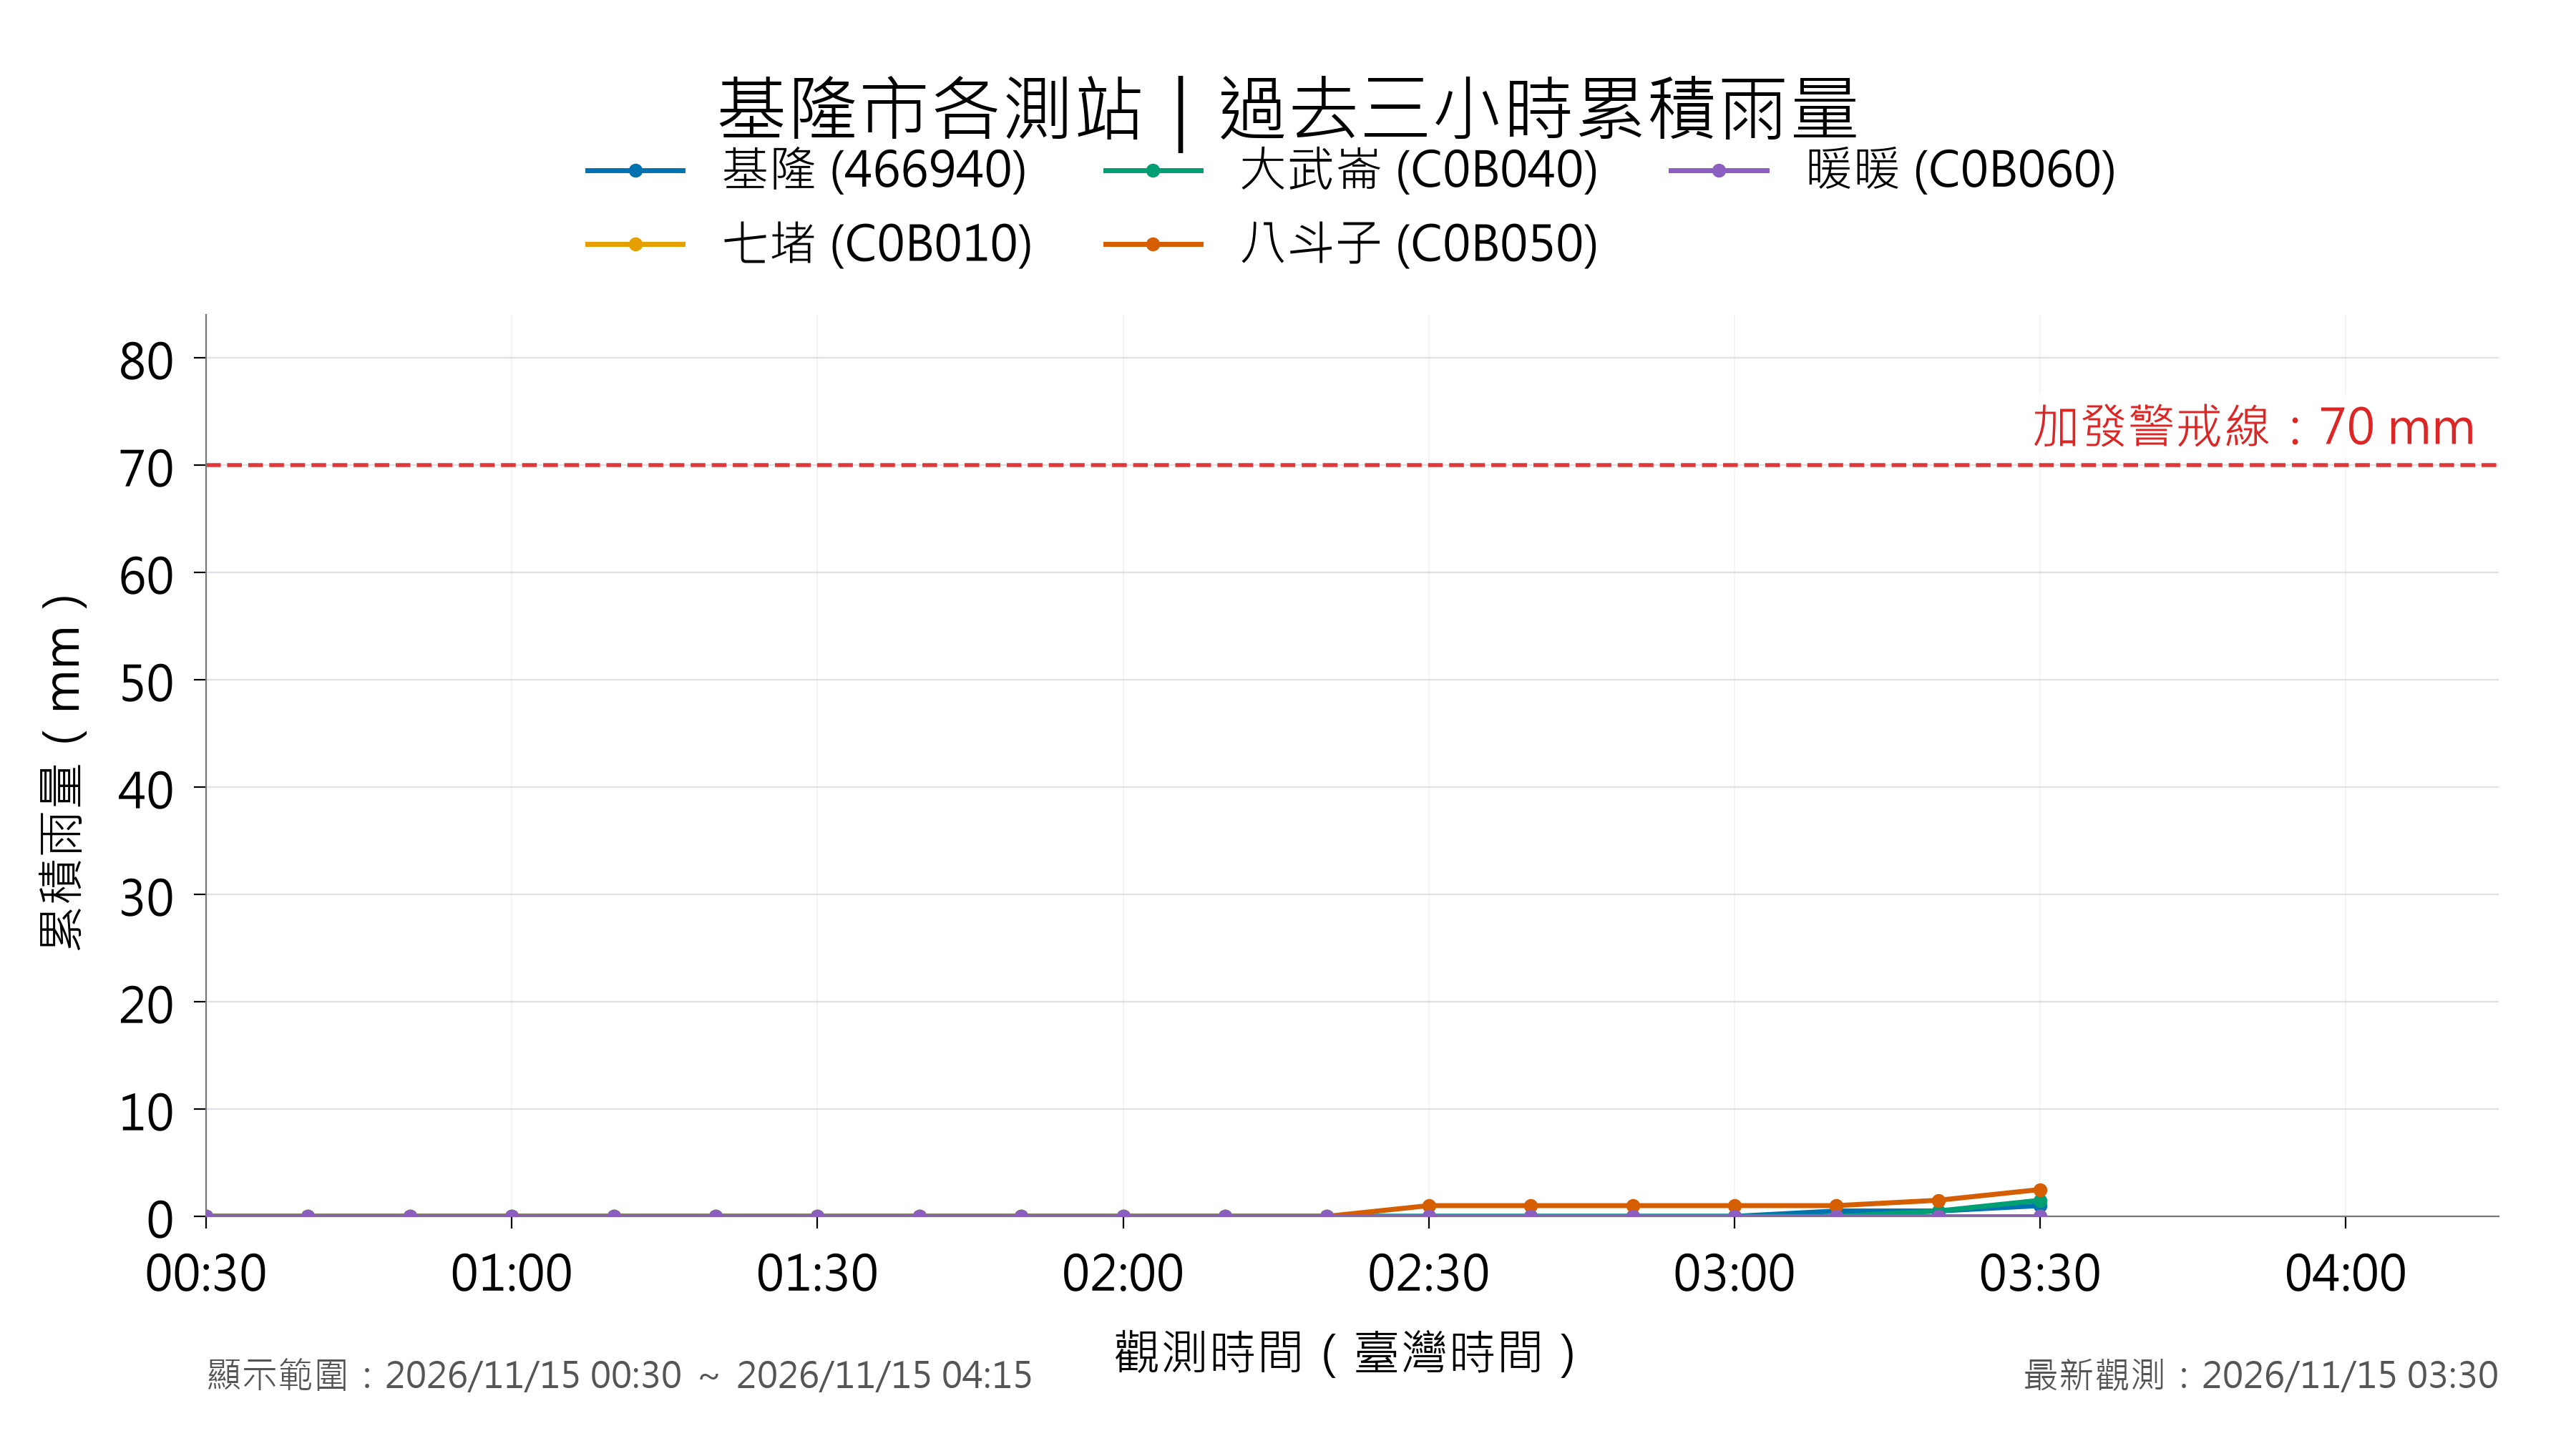 基隆市各測站｜過去三小時累積雨量
基隆 (466940)
大武崙 (C0B040)
暖暖 (C0B060)
七堵 (C0B010)
八斗子 (C0B050)
80
加發警戒線：70 mm
70
60
50
40
30
20
10
0
累積雨量（mm）
00:30
01:00
01:30
02:00
02:30
03:00
03:30
04:00
觀測時間（臺灣時間）
顯示範圍：2026/11/15 00:30 ~ 2026/11/15 04:15
最新觀測：2026/11/15 03:30